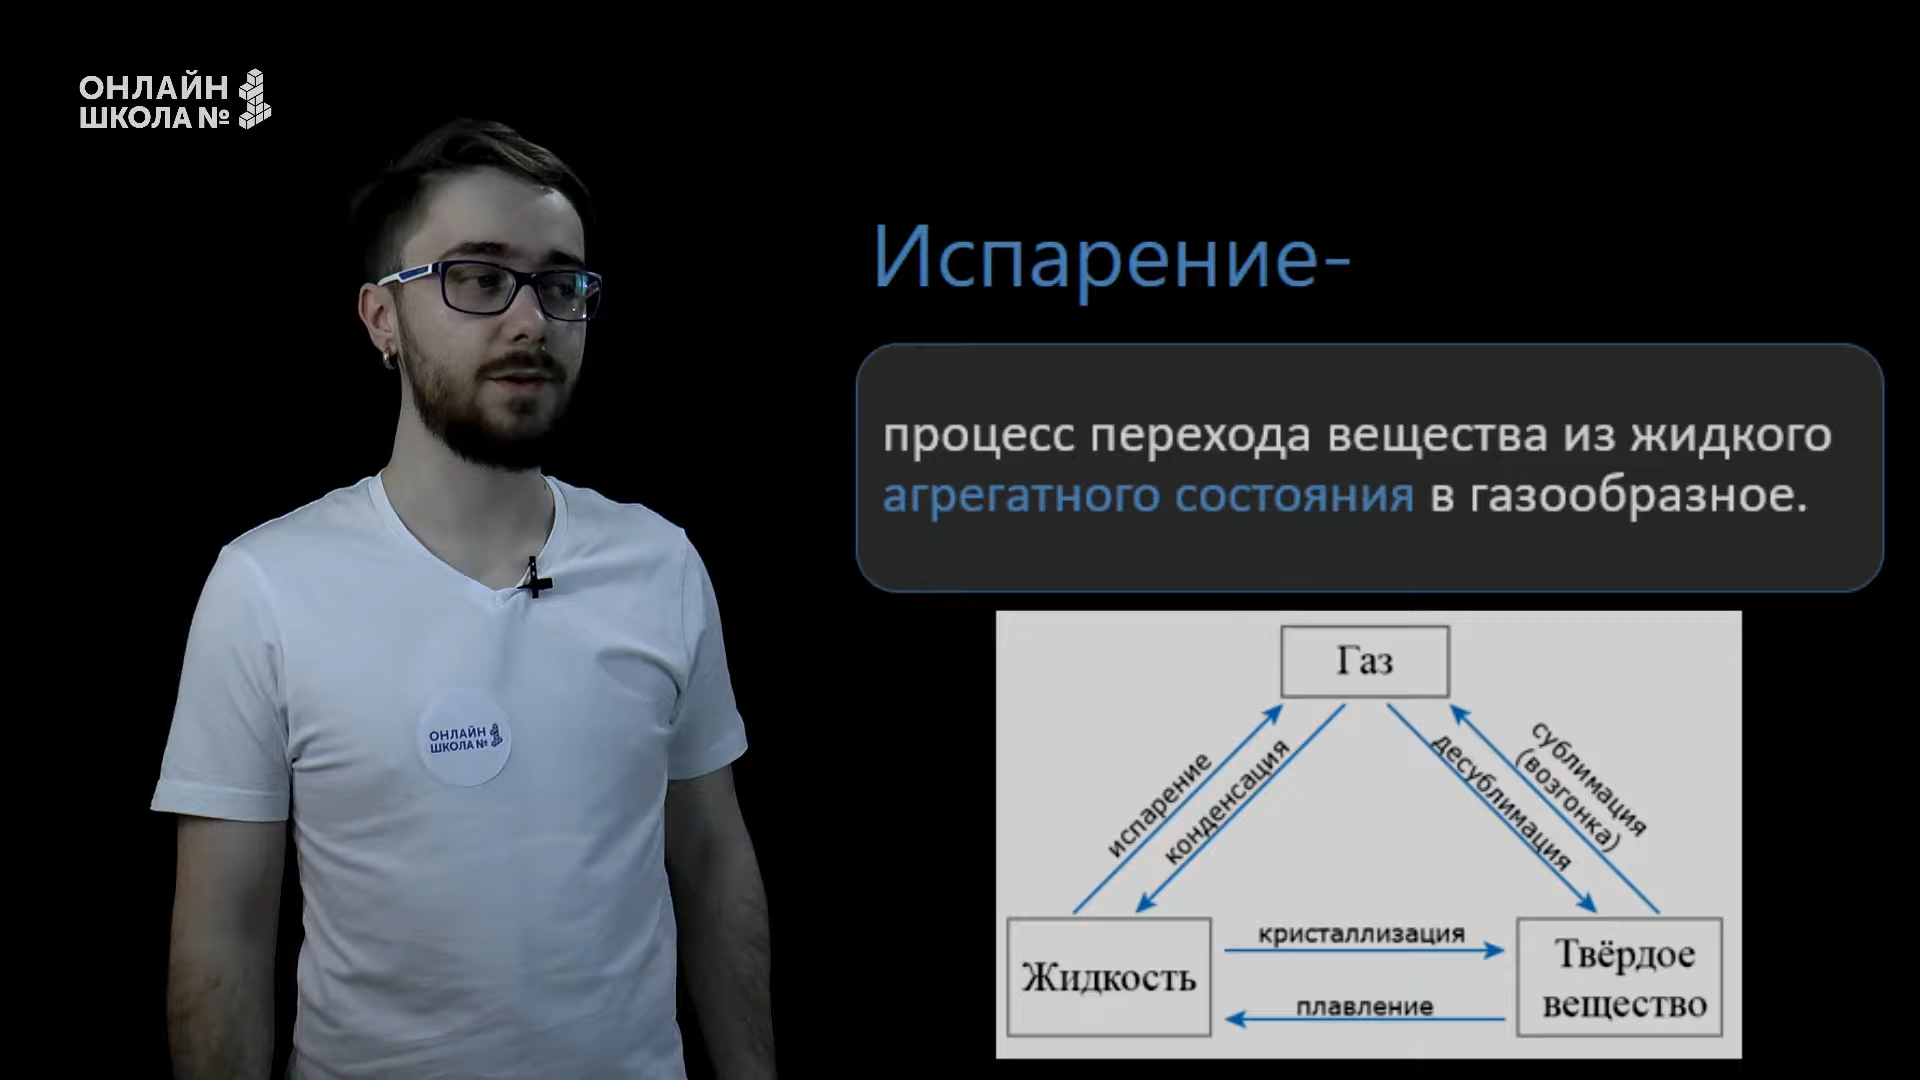 ОНЛАЙН
ШКОЛА №
Испарение-
процесс перехода вещества из жидкого
агрегатного состояния в газообразное.
Газ
испарение
конденсация
десублимация
сублимация
(возгонка)
Жидкость
кристаллизация
плавление
Твёрдое
вещество
ОНЛАЙН
ШКОЛА №